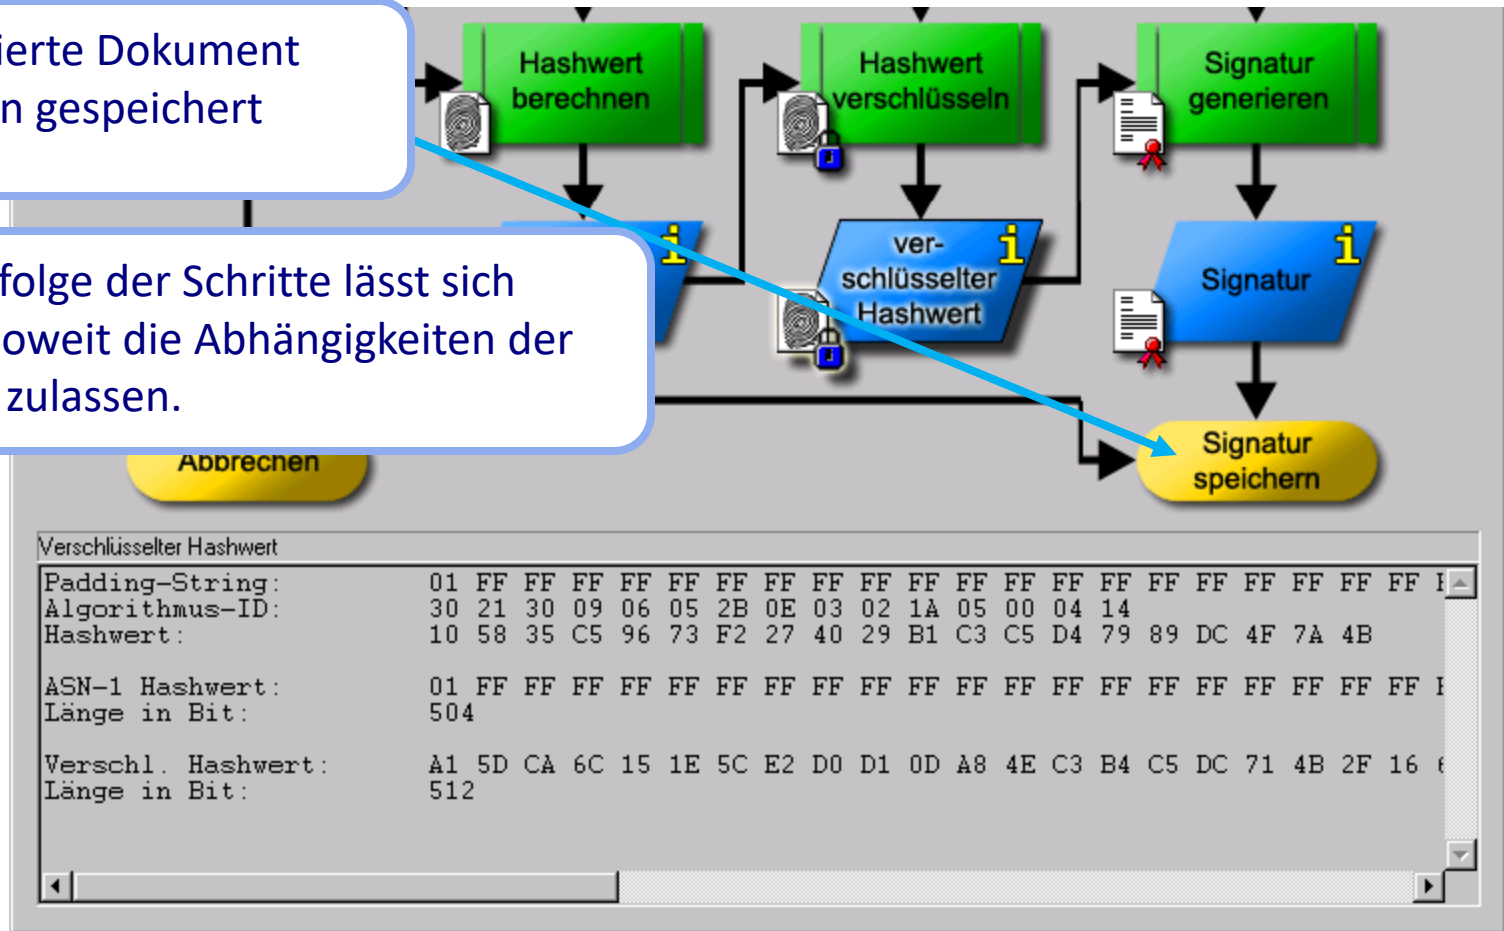 ierte Dokument
n gespeichert
Hashwert
berechnen
Hashwert
verschlüsseln
Signatur
generieren
folge der Schritte lässt sich
soweit die Abhängigkeiten der
zulassen.
ver-
schlüsselter
Hashwert
Signatur
Abbrechen
Signatur
speichern
Verschlüsselter Hashwert
Padding-String: 01 FF FF FF FF FF FF FF FF FF FF FF FF FF FF FF FF FF FF FF FF
Algorithmus-ID: 30 21 30 09 06 05 2B 0E 03 02 1A 05 00 04 14
Hashwert: 10 58 35 C5 96 73 F2 27 40 29 B1 C3 C5 D4 79 89 DC 4F 7A 4B
ASN-1 Hashwert: 01 FF FF FF FF FF FF FF FF FF FF FF FF FF FF FF FF FF FF FF FF
Länge in Bit: 504
Verschl. Hashwert: A1 5D CA 6C 15 1E 5C E2 D0 D1 0D A8 4E C3 B4 C5 DC 71 4B 2F 16
Länge in Bit: 512